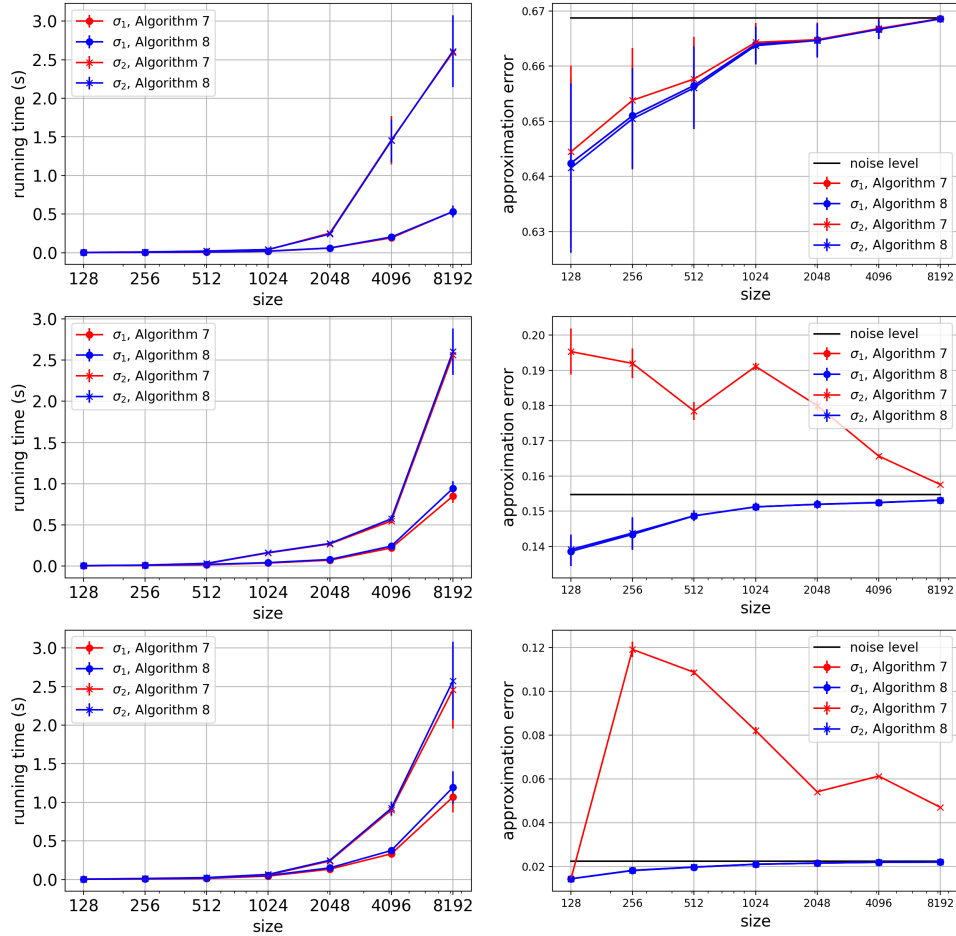 running time (s)
3.0
2.5
2.0
1.5
1.0
0.5
0.0
σ₁, Algorithm 7
σ₁, Algorithm 8
σ₂, Algorithm 7
σ₂, Algorithm 8
128 256 512 1024 2048 4096 8192
size
approximation error
0.67
0.66
0.65
0.64
0.63
noise level
σ₁, Algorithm 7
σ₁, Algorithm 8
σ₂, Algorithm 7
σ₂, Algorithm 8
128 256 512 1024 2048 4096 8192
size
running time (s)
3.0
2.5
2.0
1.5
1.0
0.5
0.0
σ₁, Algorithm 7
σ₁, Algorithm 8
σ₂, Algorithm 7
σ₂, Algorithm 8
128 256 512 1024 2048 4096 8192
size
approximation error
0.20
0.19
0.18
0.17
0.16
0.15
0.14
noise level
σ₁, Algorithm 7
σ₁, Algorithm 8
σ₂, Algorithm 7
σ₂, Algorithm 8
128 256 512 1024 2048 4096 8192
size
running time (s)
3.0
2.5
2.0
1.5
1.0
0.5
0.0
σ₁, Algorithm 7
σ₁, Algorithm 8
σ₂, Algorithm 7
σ₂, Algorithm 8
128 256 512 1024 2048 4096 8192
size
approximation error
0.12
0.10
0.08
0.06
0.04
0.02
noise level
σ₁, Algorithm 7
σ₁, Algorithm 8
σ₂, Algorithm 7
σ₂, Algorithm 8
128 256 512 1024 2048 4096 8192
size